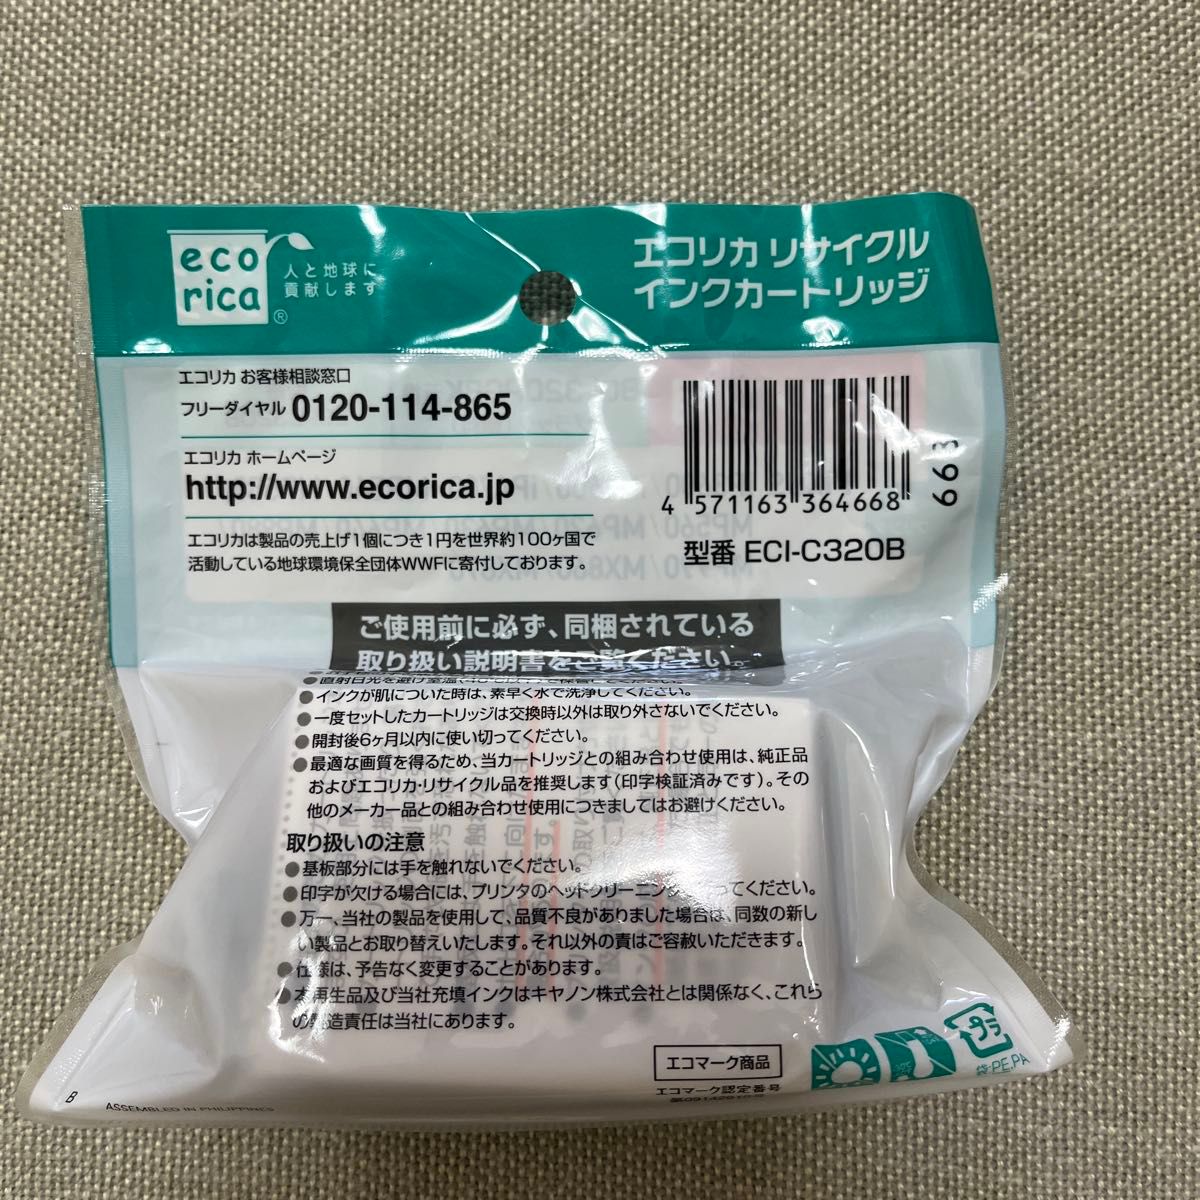 eco
rica®
人と地球に
貢献します
エコリカ リサイクル
インクカートリッジ
エコリカ お客様相談窓口
フリーダイヤル 0120-114-865
エコリカ ホームページ
http://www.ecorica.jp
エコリカは製品の売上げ1個につき1円を世界約100ヶ国で
活動している地球環境保全団体WWFに寄付しております。
4 571163 364668
663
型番 ECI-C320B
ご使用前に必ず、同梱されている
取り扱い説明書をご覧ください。
●インクが肌についた時は、素早く水で洗浄してください。
●一度セットしたカートリッジは交換時以外は取り外さないでください。
●開封後6ヶ月以内に使い切ってください。
●最適な画質を得るため、当カートリッジとの組み合わせ使用は、純正品
およびエコリカ・リサイクル品を推奨します(印字検証済みです)。その
他のメーカー品との組み合わせ使用につきましてはお避けください。
取り扱いの注意
●基板部分には手を触れないでください。
●印字が欠ける場合には、プリンタのヘッドクリーニング ってください。
●万一、当社の製品を使用して、品質不良がありました場合は、同数の新し
い製品とお取り替えいたします。それ以外の責はご容赦いただきます。
●仕様は、予告なく変更することがあります。
●本再生品及び当社充填インクはキヤノン株式会社とは関係なく、これら
の製造責任は当社にあります。
エコマーク商品
エコマーク認定番号
プラ
袋:PE,PA
B
ASSEMBLED IN PHILIPPINES